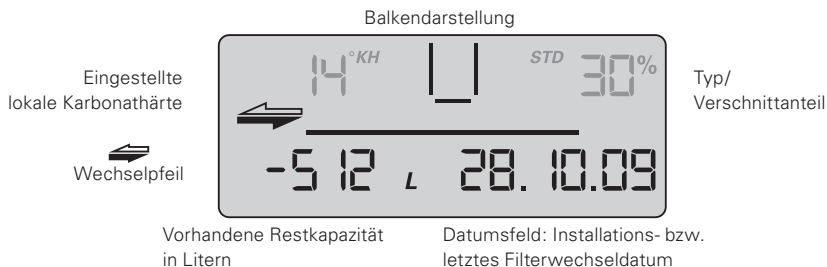 Balkendarstellung
Eingestellte
lokale Karbonathärte
14 °KH
STD 30%
Typ/
Verschnittanteil
Wechselpfeil
-512 L 28.10.09
Vorhandene Restkapazität
in Litern
Datumsfeld: Installations- bzw.
letztes Filterwechseldatum